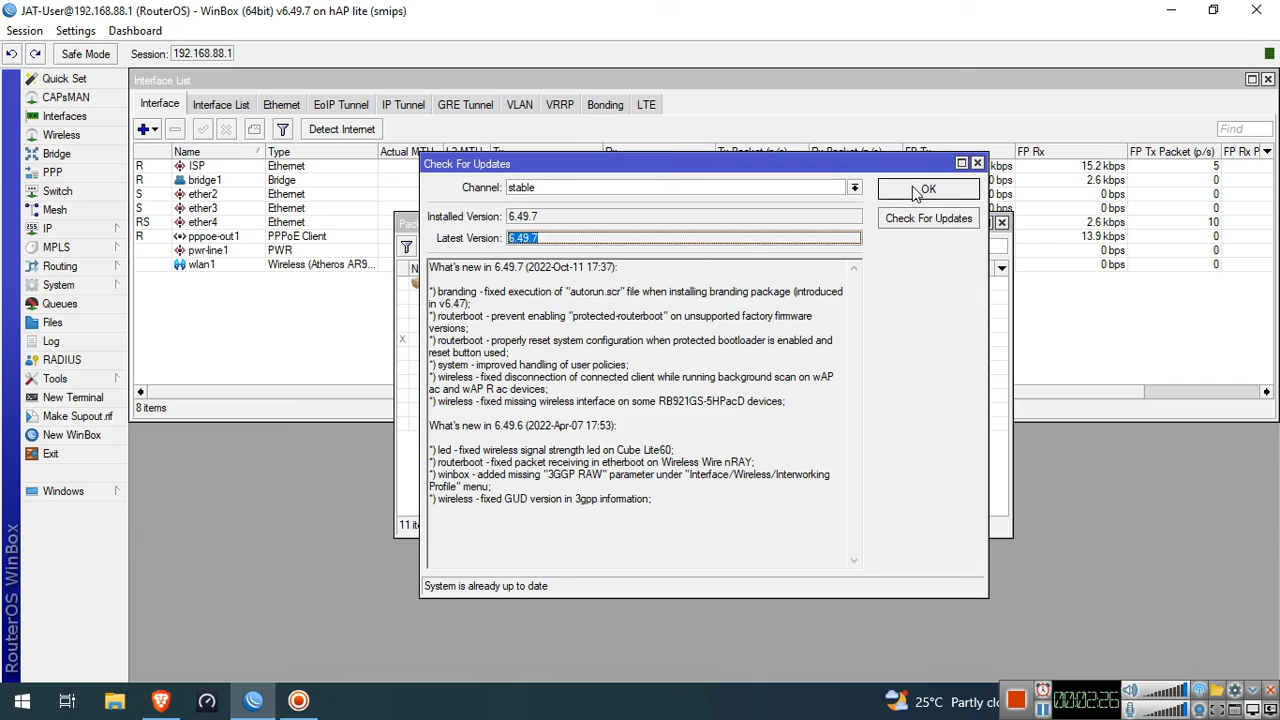 JAT-User@192.168.88.1 (RouterOS) - WinBox (64bit) v6.49.7 on hAP lite (smips)
Session Settings Dashboard
Safe Mode Session: 192.168.88.1
Quick Set
CAPsMAN
Interfaces
Wireless
Bridge
PPP
Switch
Mesh
IP
MPLS
Routing
System
Queues
Files
Log
RADIUS
Tools
New Terminal
Make Supout.rif
New WinBox
Exit
Windows
RouterOS WinBox
Interface List
Interface Interface List Ethernet EoIP Tunnel IP Tunnel GRE Tunnel VLAN VRRP Bonding LTE
Detect Internet Find
Name / Type Actual MTU FP Rx FP Tx Packet (p/s)
R ISP Ethernet 15.2 kbps 5
R bridge1 Bridge 2.6 kbps 0
S ether2 Ethernet 0 bps 0
S ether3 Ethernet 0 bps 0
RS ether4 Ethernet 2.6 kbps 10
R pppoe-out1 PPPoE Client 13.9 kbps 0
pwr-line1 PWR 0 bps 0
wlan1 Wireless (Atheros AR9... 0 bps 0
8 items
X
Check For Updates
Channel: stable OK
Installed Version: 6.49.7 Check For Updates
Latest Version: 6.49.7
What's new in 6.49.7 (2022-Oct-11 17:37):
*) branding - fixed execution of "autorun.scr" file when installing branding package (introduced
in v6.47);
*) routerboot - prevent enabling "protected-routerboot" on unsupported factory firmware
versions;
*) routerboot - properly reset system configuration when protected bootloader is enabled and
reset button used;
*) system - improved handling of user policies;
*) wireless - fixed disconnection of connected client while running background scan on wAP
ac and wAP R ac devices;
*) wireless - fixed missing wireless interface on some RB921GS-5HPacD devices;
What's new in 6.49.6 (2022-Apr-07 17:53):
*) led - fixed wireless signal strength led on Cube Lite60;
*) routerboot - fixed packet receiving in etherboot on Wireless Wire nRAY;
*) winbox - added missing "3GGP RAW" parameter under "Interface/Wireless/Interworking
Profile" menu;
*) wireless - fixed GUD version in 3gpp information;
System is already up to date
25°C Partly
00:02:26